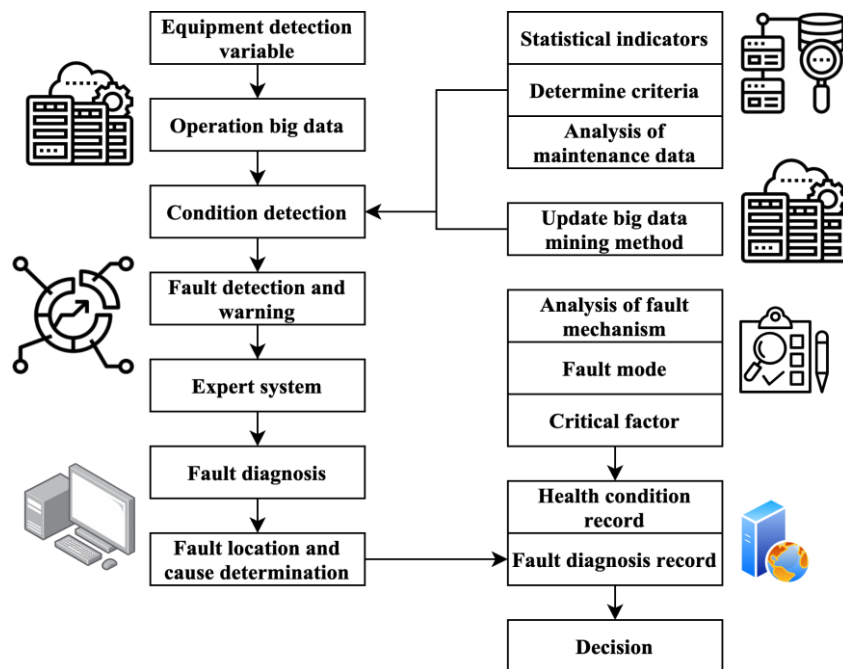 Equipment detection
variable
Operation big data
Condition detection
Fault detection and
warning
Expert system
Fault diagnosis
Fault location and
cause determination
Statistical indicators
Determine criteria
Analysis of
maintenance data
Update big data
mining method
Analysis of fault
mechanism
Fault mode
Critical factor
Health condition
record
Fault diagnosis record
Decision